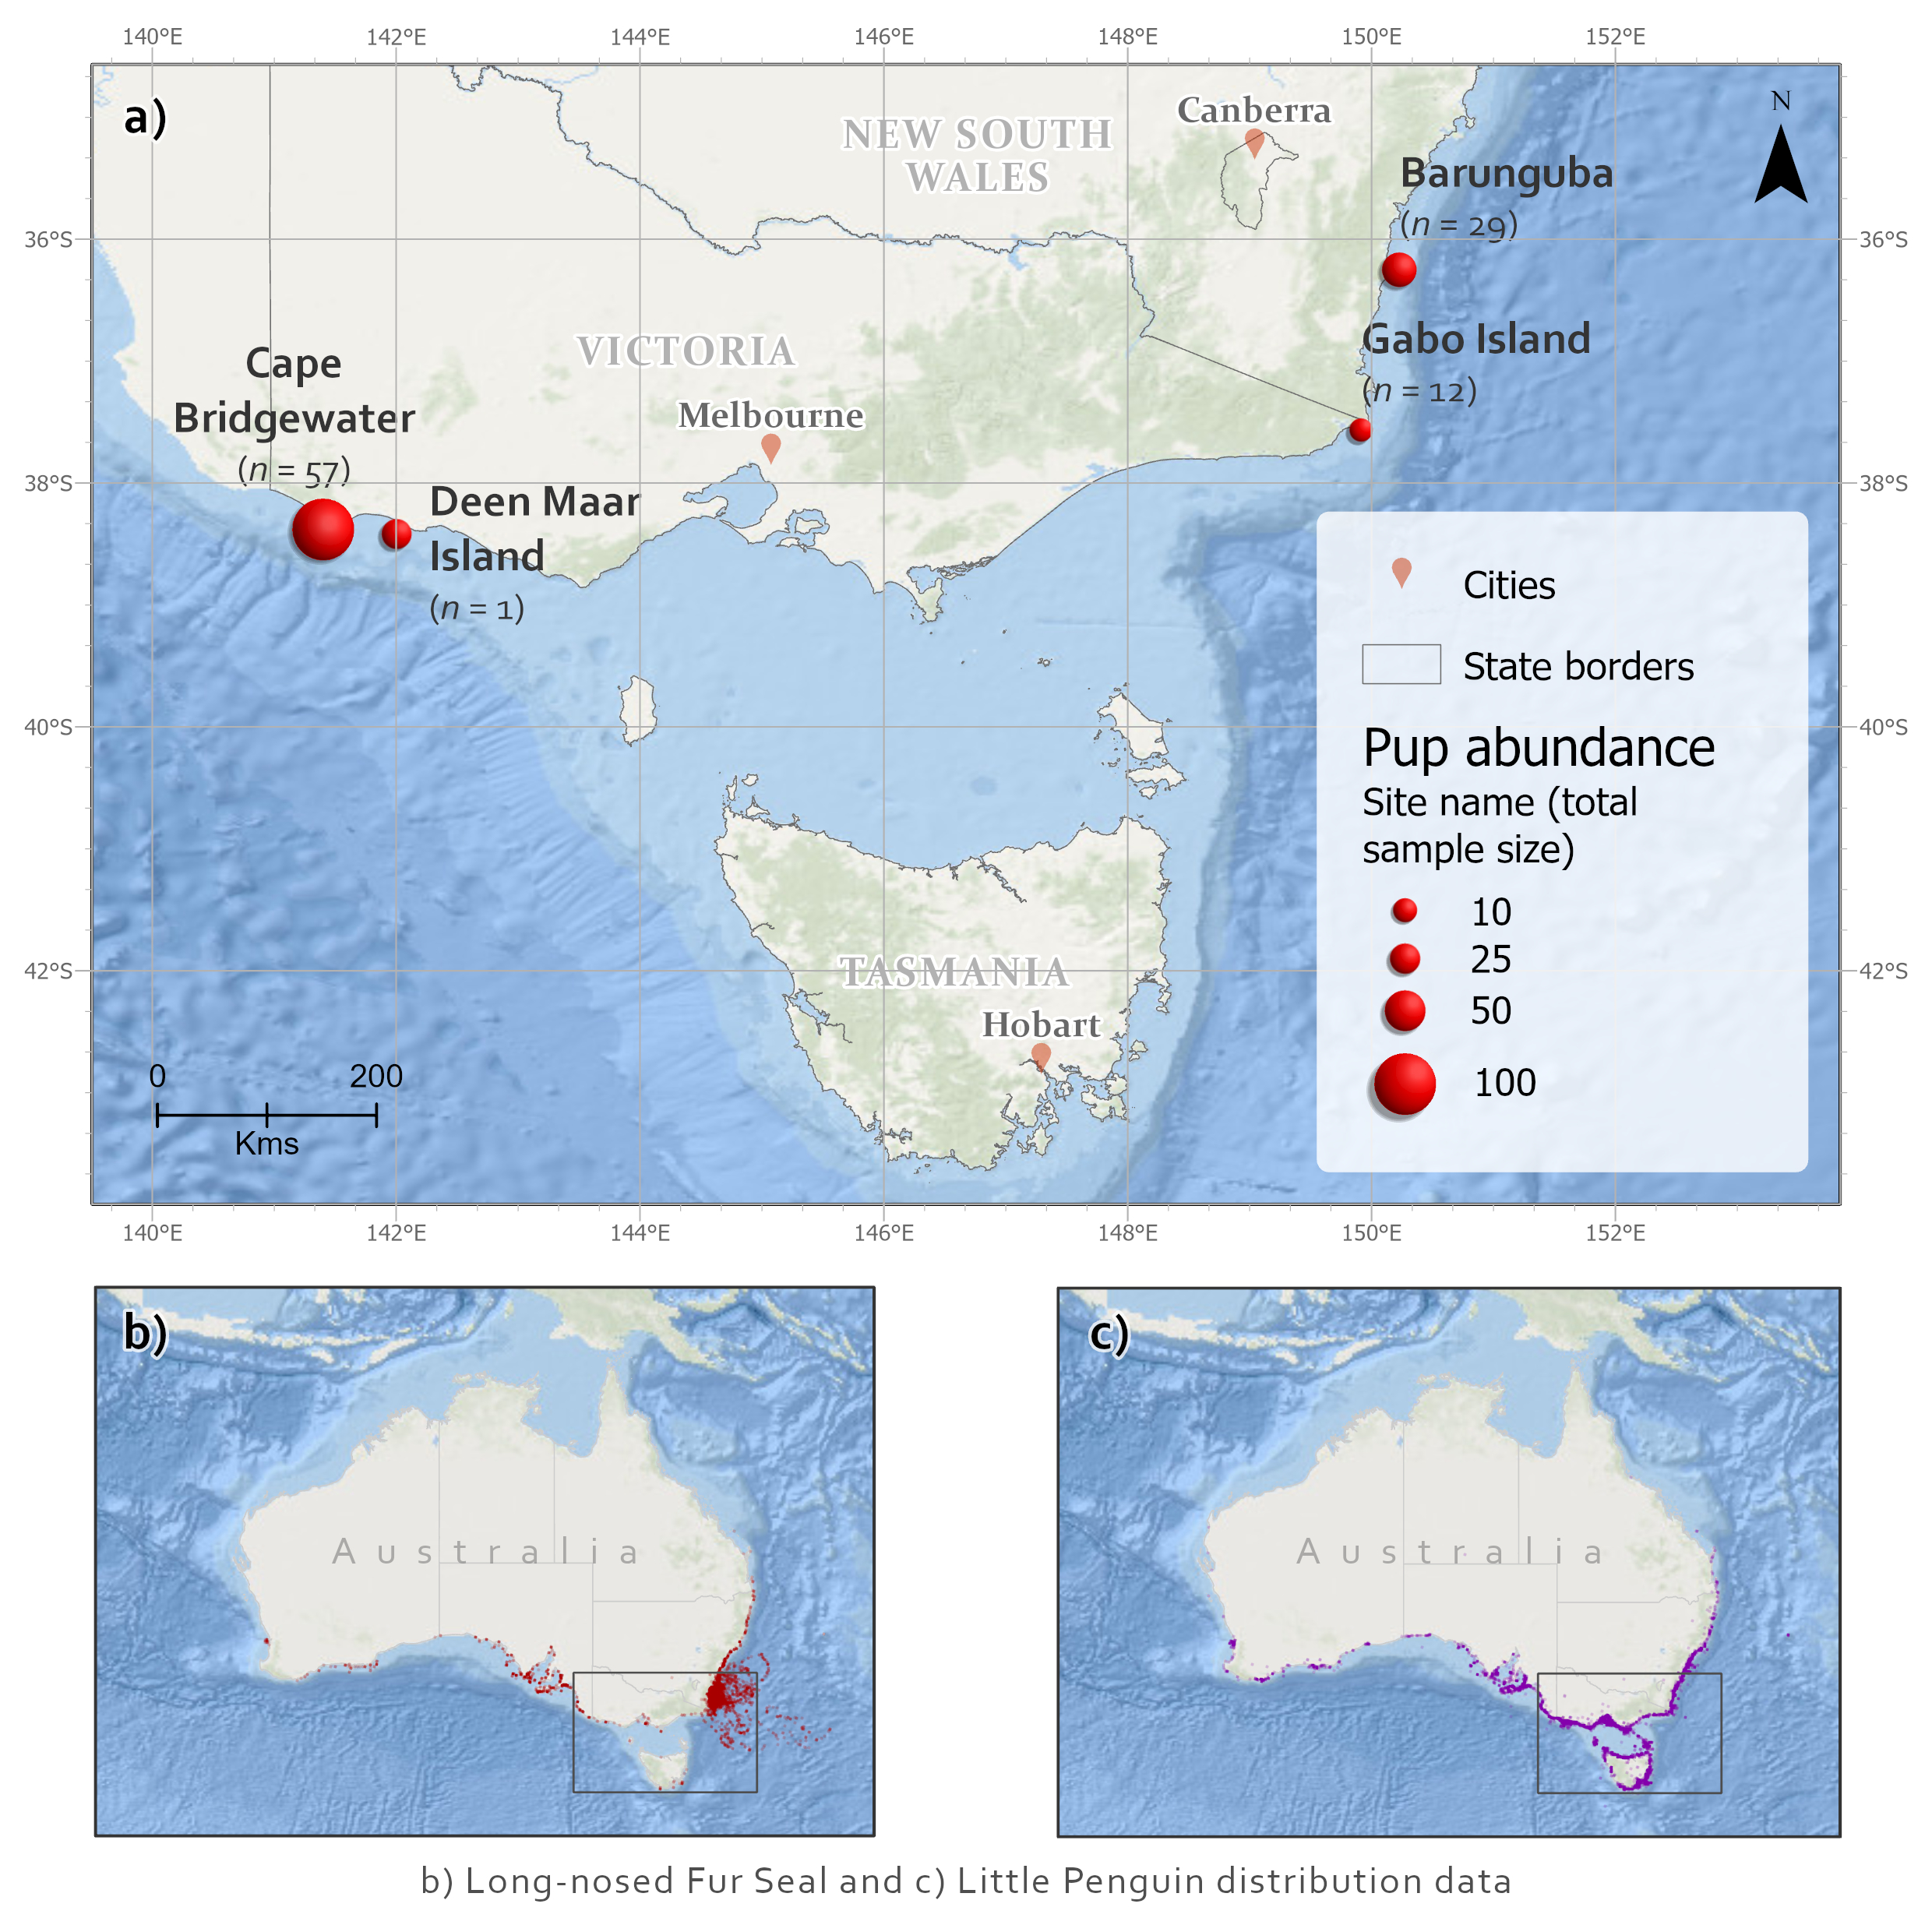 140°E 142°E 144°E 146°E 148°E 150°E 152°E
a)
N
Canberra
NEW SOUTH
WALES
Barunguba
(n = 29)
36°S 36°S
Gabo Island
(n = 12)
VICTORIA
Cape
Bridgewater
(n = 57)
Melbourne
38°S 38°S
Deen Maar
Island
(n = 1)
Cities
State borders
40°S 40°S
Pup abundance
Site name (total
sample size)
10
25
50
100
42°S 42°S
TASMANIA
Hobart
0 200
Kms
140°E 142°E 144°E 146°E 148°E 150°E 152°E
b)
Australia
c)
Australia
b) Long-nosed Fur Seal and c) Little Penguin distribution data